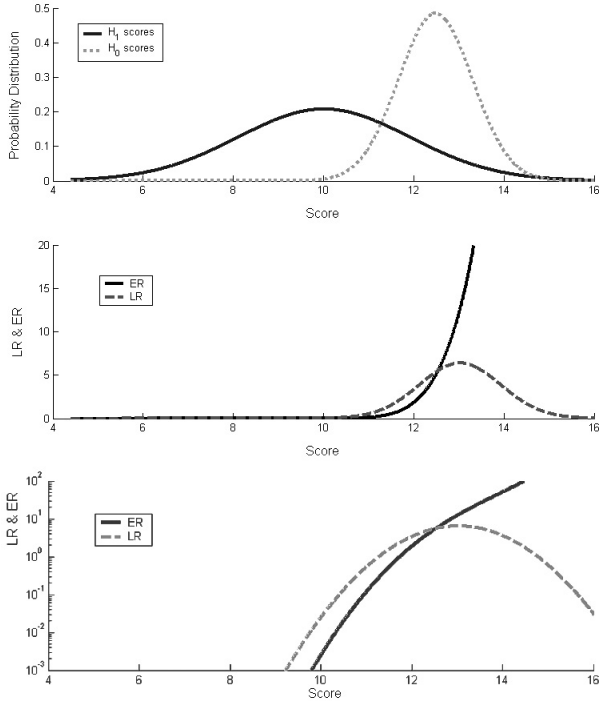 0.5
H1 scores
H0 scores
0.4
0.3
0.2
0.1
0
Probability Distribution
4 6 8 10 12 14 16
Score
20
ER
LR
15
10
5
0
LR & ER
4 6 8 10 12 14 16
Score
10^2
ER
LR
10^1
10^0
10^-1
10^-2
10^-3
LR & ER
4 6 8 10 12 14 16
Score